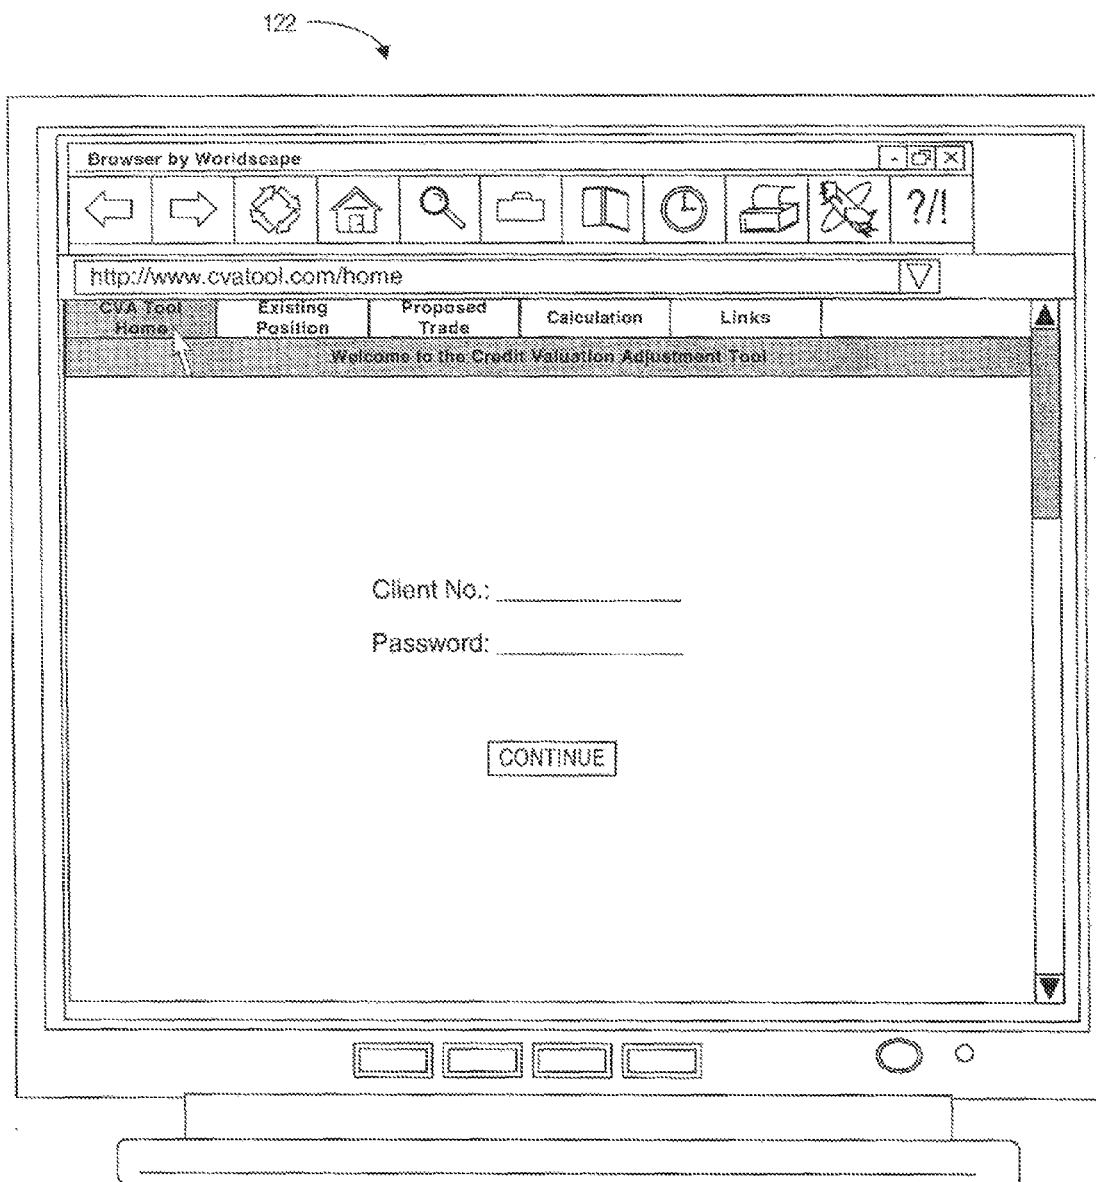 122
Browser by Worldscape
?/!
http://www.cvatool.com/home
CVA Tool Home
Existing Position
Proposed Trade
Calculation
Links
Welcome to the Credit Valuation Adjustment Tool
Client No.:
Password:
CONTINUE